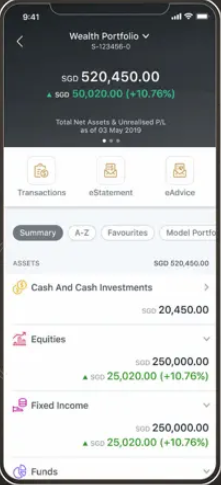 9:41
Wealth Portfolio
5-123456-0
SGD 520,450.00
▲ SGD 50,020.00 (+10.76%)
Total Net Assets & Unrealised P/L
as of 03 May 2019
Transactions eStatement eAdvice
Summary A-Z Favourites Model Portfo
ASSETS SGD 520,450.00
Cash And Cash Investments
SGD 20,450.00
Equities
SGD 250,000.00
▲ SGD 25,020.00 (+10.76%)
Fixed Income
SGD 250,000.00
▲ SGD 25,020.00 (+10.76%)
Funds